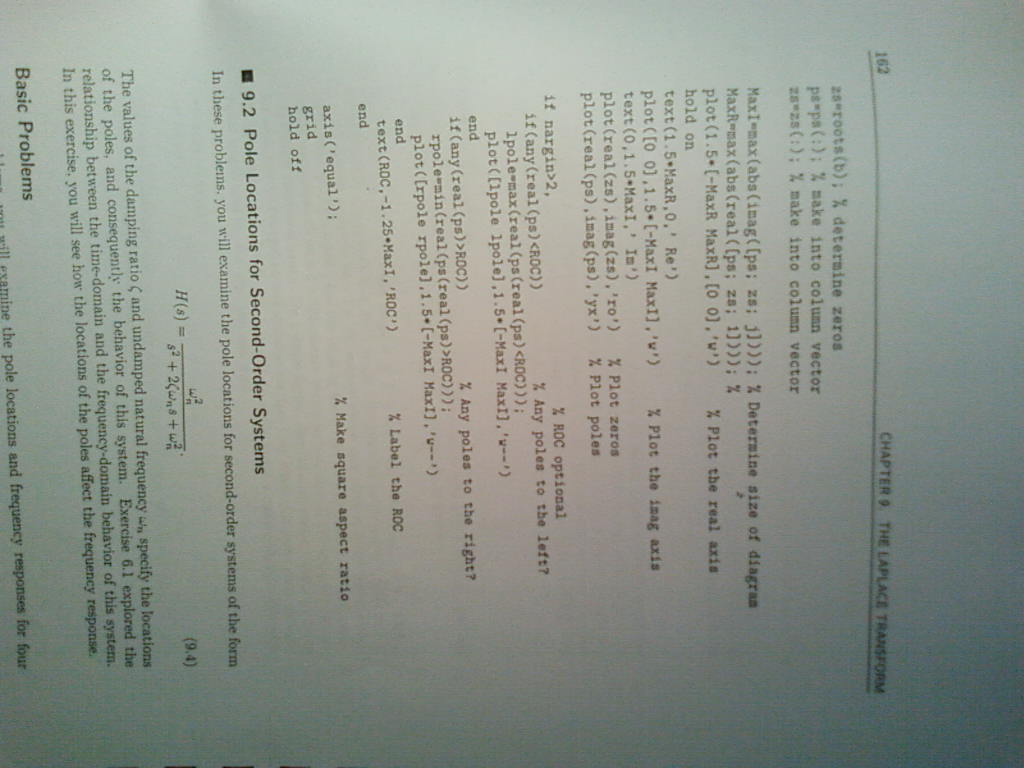 162 CHAPTER 9. THE LAPLACE TRANSFORM
zs=roots(b); % determine zeros
ps=ps(:); % make into column vector
zs=zs(:); % make into column vector
MaxI=max(abs(imag([ps; zs; j]))); % Determine size of diagram
MaxR=max(abs(real([ps; zs; 1]))); %
plot(1.5*[-MaxR MaxR],[0 0],'w') % Plot the real axis
hold on
text(1.5*MaxR,0,' Re')
plot([0 0],1.5*[-MaxI MaxI],'w') % Plot the imag axis
text(0,1.5*MaxI,' Im')
plot(real(zs),imag(zs),'ro') % Plot zeros
plot(real(ps),imag(ps),'yx') % Plot poles
if nargin>2, % ROC optional
if(any(real(ps)<ROC)) % Any poles to the left?
lpole=max(real(ps(real(ps)<ROC)));
plot([lpole lpole],1.5*[-MaxI MaxI],'w--')
end
if(any(real(ps)>ROC)) % Any poles to the right?
rpole=min(real(ps(real(ps)>ROC)));
plot([rpole rpole],1.5*[-MaxI MaxI],'w--')
end
text(ROC,-1.25*MaxI,'ROC') % Label the ROC
end
axis('equal'); % Make square aspect ratio
grid
hold off
■ 9.2 Pole Locations for Second-Order Systems
In these problems, you will examine the pole locations for second-order systems of the form
H(s) = ωn² / (s² + 2ζωns + ωn²). (9.4)
The values of the damping ratio ζ and undamped natural frequency ωn specify the locations
of the poles, and consequently the behavior of this system. Exercise 6.1 explored the
relationship between the time-domain and the frequency-domain behavior of this system.
In this exercise, you will see how the locations of the poles affect the frequency response.
Basic Problems
you will examine the pole locations and frequency responses for four